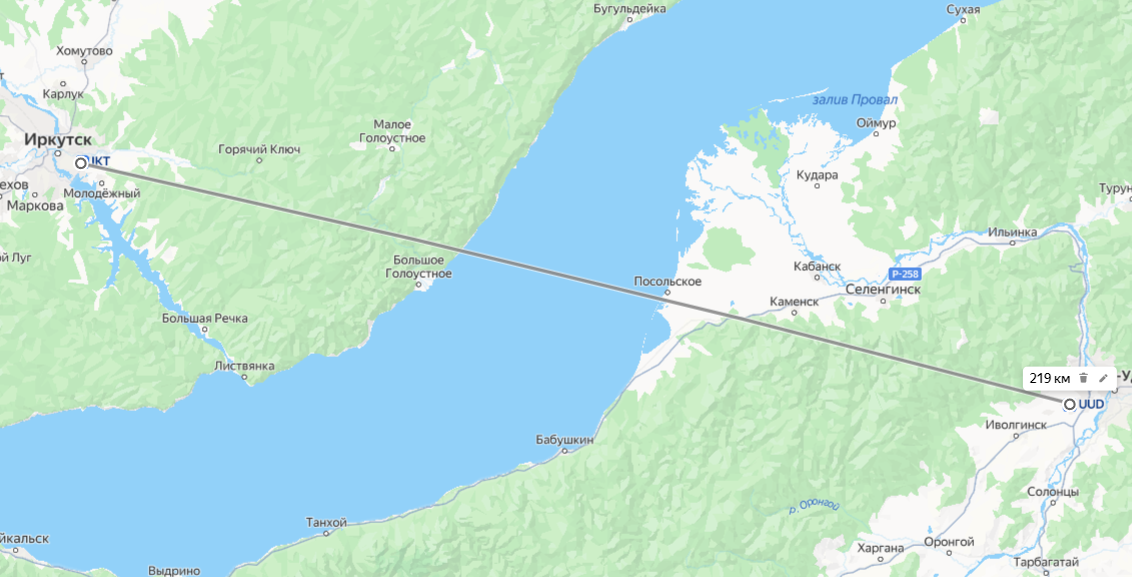 Бугульдейка
Сухая
Хомутово
Карлук
залив Провал
Оймур
Малое
Голоустное
Иркутск
Горячий Ключ
IKT
Молодёжный
Маркова
Кудара
Ильинка
Большое
Голоустное
Кабанск
Р-258
Посольское
Селенгинск
Каменск
Большая Речка
Листвянка
219 км
UUD
Иволгинск
Бабушкин
Солонцы
р. Оронгой
Танхой
Харгана
Оронгой
Тарбагатай
Выдрино